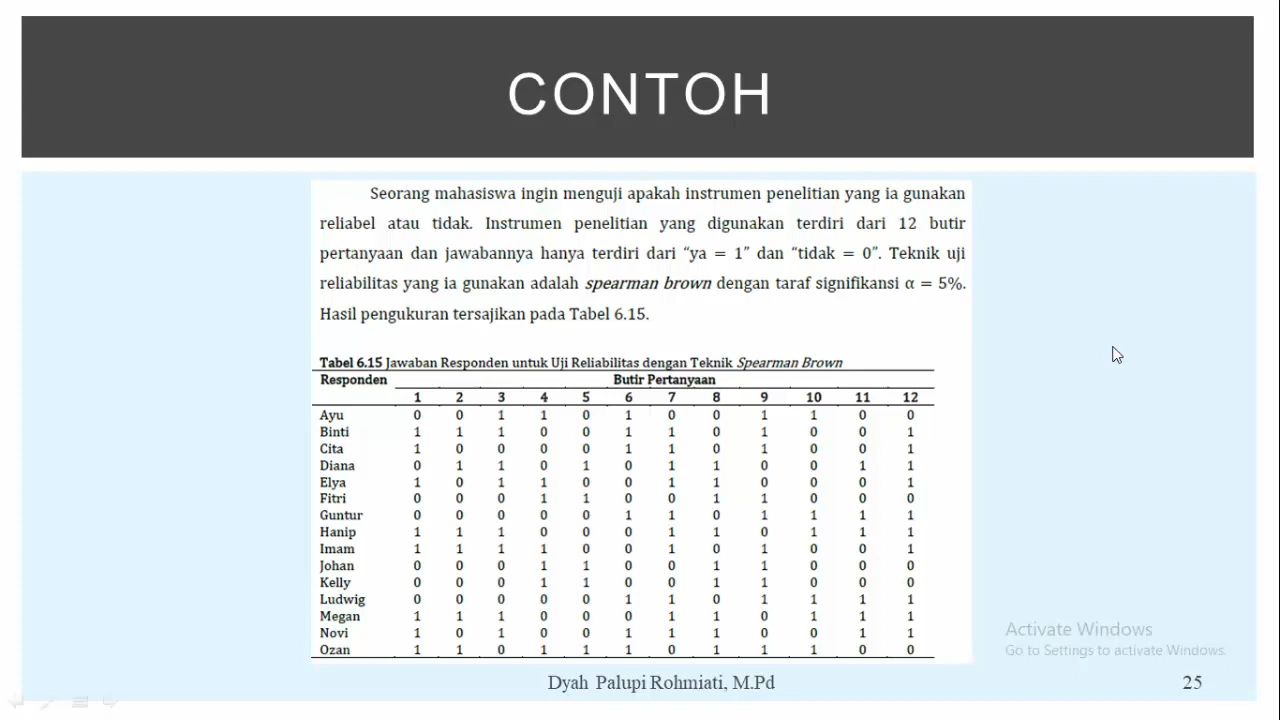 CONTOH
Seorang mahasiswa ingin menguji apakah instrumen penelitian yang ia gunakan
reliabel atau tidak. Instrumen penelitian yang digunakan terdiri dari 12 butir
pertanyaan dan jawabannya hanya terdiri dari “ya = 1” dan “tidak = 0”. Teknik uji
reliabilitas yang ia gunakan adalah spearman brown dengan taraf signifikansi α = 5%.
Hasil pengukuran tersajikan pada Tabel 6.15.
Tabel 6.15 Jawaban Responden untuk Uji Reliabilitas dengan Teknik Spearman Brown
Responden Butir Pertanyaan
1 2 3 4 5 6 7 8 9 10 11 12
Ayu 0 0 1 1 0 1 0 0 1 1 0 0
Binti 1 1 1 0 0 1 1 0 1 0 0 1
Cita 1 0 0 0 0 1 1 0 1 0 0 1
Diana 0 1 1 0 1 0 1 1 0 0 1 1
Elya 1 0 1 1 0 0 1 1 0 0 0 1
Fitri 0 0 0 1 1 0 0 1 1 0 0 0
Guntur 0 0 0 0 0 1 1 0 1 1 1 1
Hanip 1 1 1 0 0 0 1 1 0 1 1 1
Imam 1 1 1 1 0 0 1 0 1 0 0 1
Johan 0 0 0 1 1 0 0 1 1 0 0 0
Kelly 0 0 0 1 1 0 0 1 1 0 0 0
Ludwig 0 0 0 0 0 1 1 0 1 1 1 1
Megan 1 1 1 0 0 0 1 1 0 1 1 1
Novi 1 0 1 0 0 1 1 1 0 0 1 1
Ozan 1 1 0 1 1 1 0 1 1 1 0 0
Activate Windows
Go to Settings to activate Windows.
Dyah Palupi Rohmiati, M.Pd
25